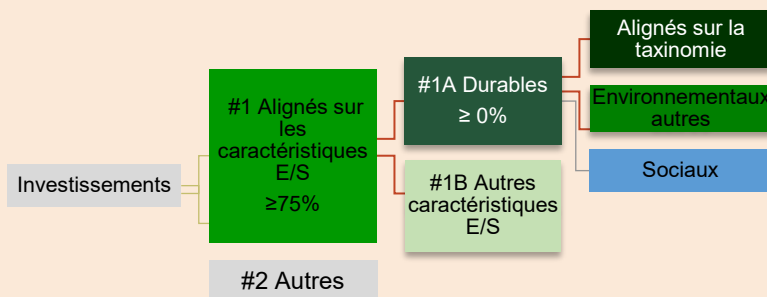 Investissements
#1 Alignés sur
les
caractéristiques
E/S
≥75%
#2 Autres
#1A Durables
≥ 0%
#1B Autres
caractéristiques
E/S
Alignés sur la
taxinomie
Environnementaux
autres
Sociaux